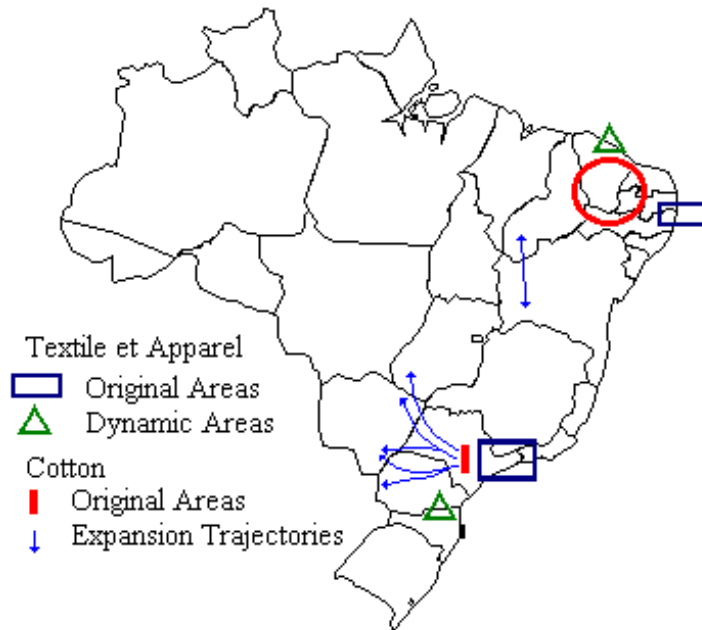 Textile et Apparel
Original Areas
Dynamic Areas
Cotton
Original Areas
Expansion Trajectories